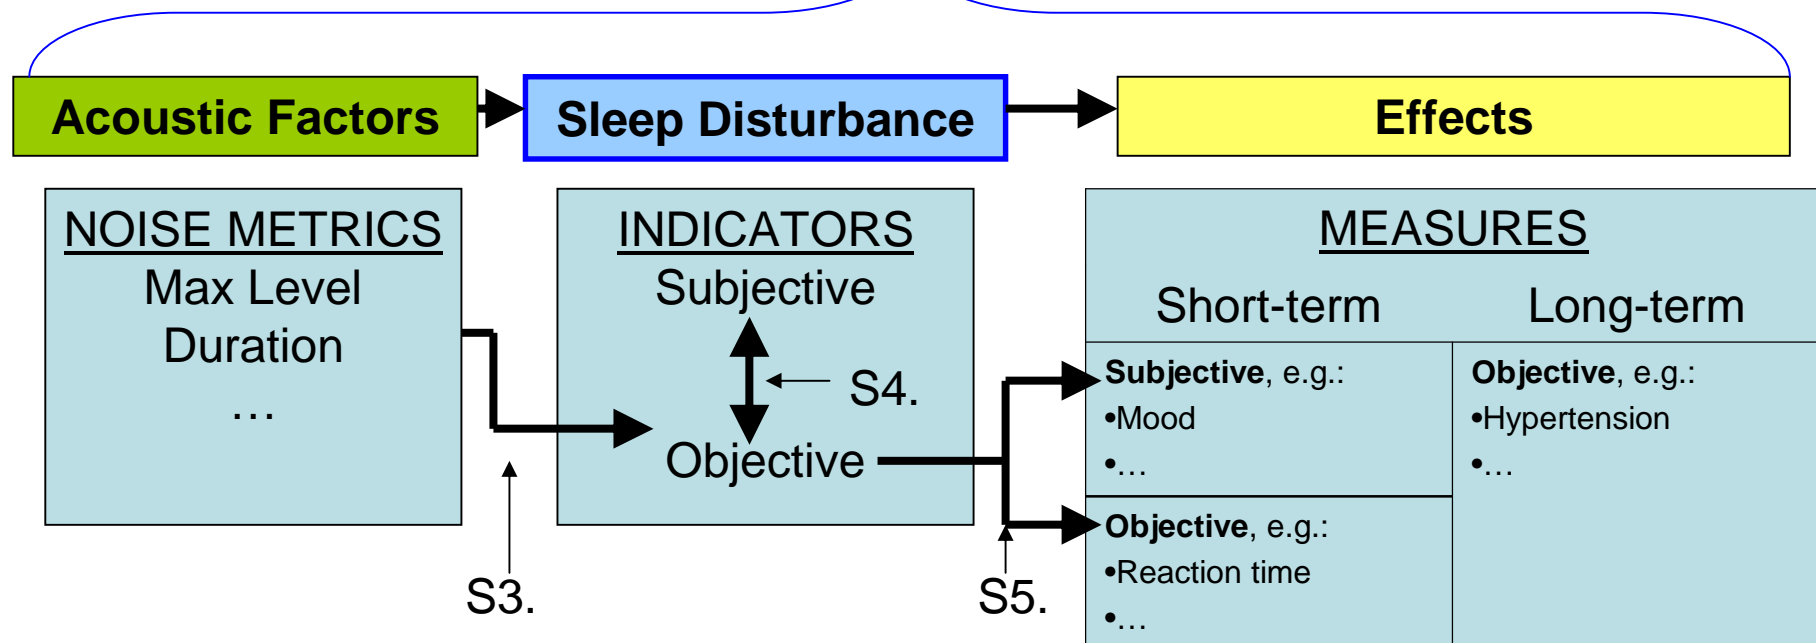 Acoustic Factors
Sleep Disturbance
Effects
NOISE METRICS
Max Level
Duration
…
INDICATORS
Subjective
S4.
Objective
MEASURES
Short-term
Long-term
Subjective, e.g.:
•Mood
•…
Objective, e.g.:
•Reaction time
•…
Objective, e.g.:
•Hypertension
•…
S3.
S5.